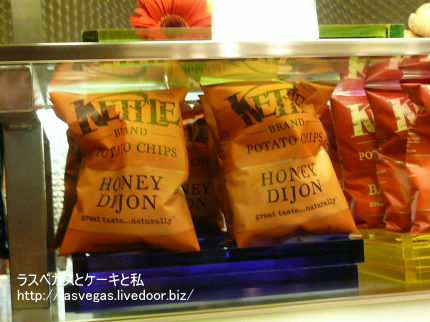 KETTLE
BRAND
POTATO CHIPS
HONEY
DIJON
great taste...naturally
KETTLE
BRAND
POTATO CHIPS
HONEY
DIJON
great taste...naturally
ラスベガスとケーキと私
http://lasvegas.livedoor.biz/